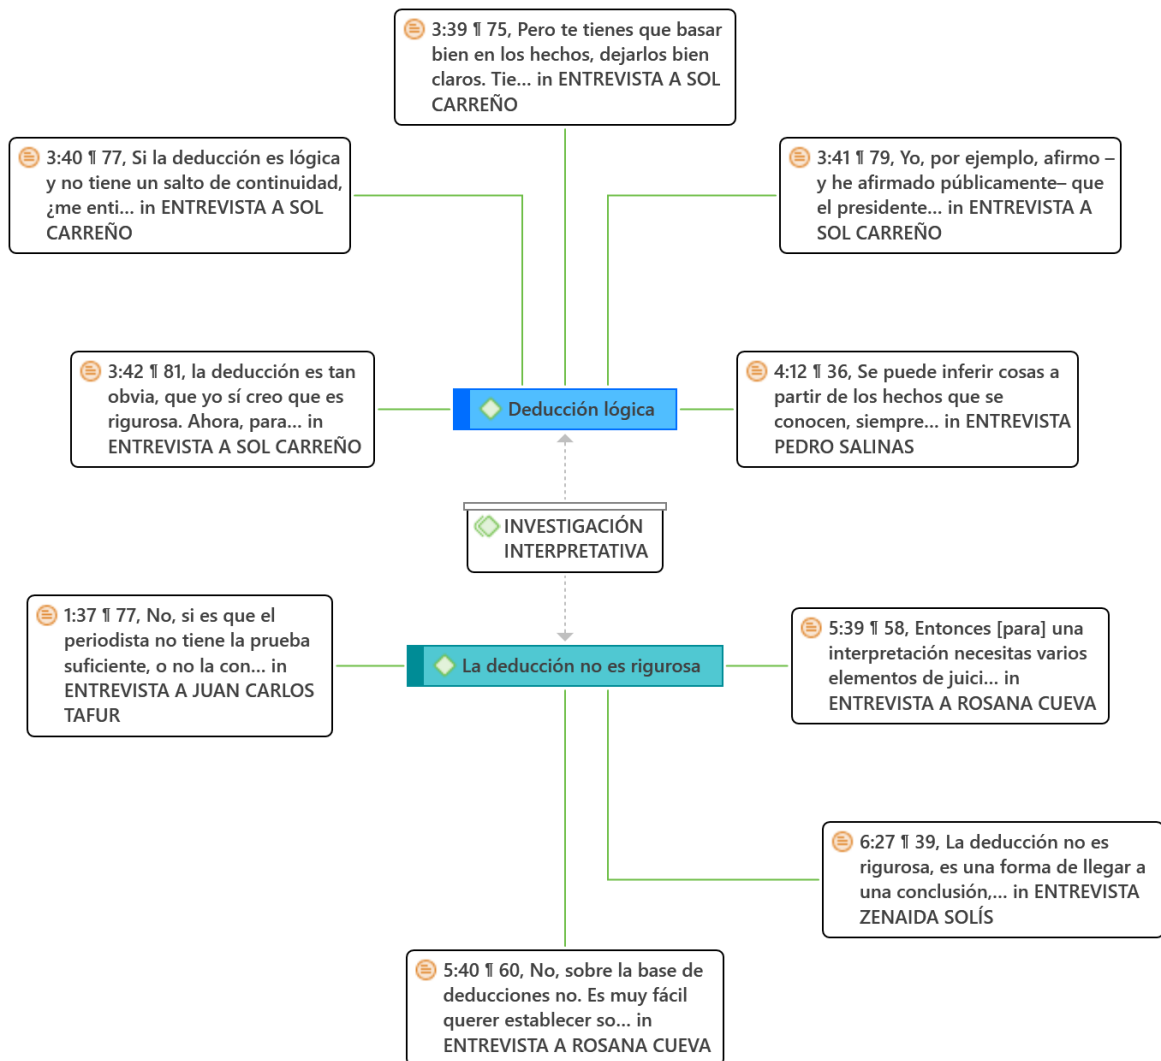 3:39 ¶ 75, Pero te tienes que basar
bien en los hechos, dejarlos bien
claros. Tie... in ENTREVISTA A SOL
CARREÑO
3:40 ¶ 77, Si la deducción es lógica
y no tiene un salto de continuidad,
¿me enti... in ENTREVISTA A SOL
CARREÑO
3:41 ¶ 79, Yo, por ejemplo, afirmo –
y he afirmado públicamente– que
el presidente... in ENTREVISTA A
SOL CARREÑO
3:42 ¶ 81, la deducción es tan
obvia, que yo sí creo que es
rigurosa. Ahora, para... in
ENTREVISTA A SOL CARREÑO
Deducción lógica
4:12 ¶ 36, Se puede inferir cosas a
partir de los hechos que se
conocen, siempre... in ENTREVISTA
PEDRO SALINAS
INVESTIGACIÓN
INTERPRETATIVA
1:37 ¶ 77, No, si es que el
periodista no tiene la prueba
suficiente, o no la con... in
ENTREVISTA A JUAN CARLOS
TAFUR
La deducción no es rigurosa
5:39 ¶ 58, Entonces [para] una
interpretación necesitas varios
elementos de juici... in
ENTREVISTA A ROSANA CUEVA
6:27 ¶ 39, La deducción no es
rigurosa, es una forma de llegar a
una conclusión,... in ENTREVISTA
ZENAIDA SOLÍS
5:40 ¶ 60, No, sobre la base de
deducciones no. Es muy fácil
querer establecer so... in
ENTREVISTA A ROSANA CUEVA